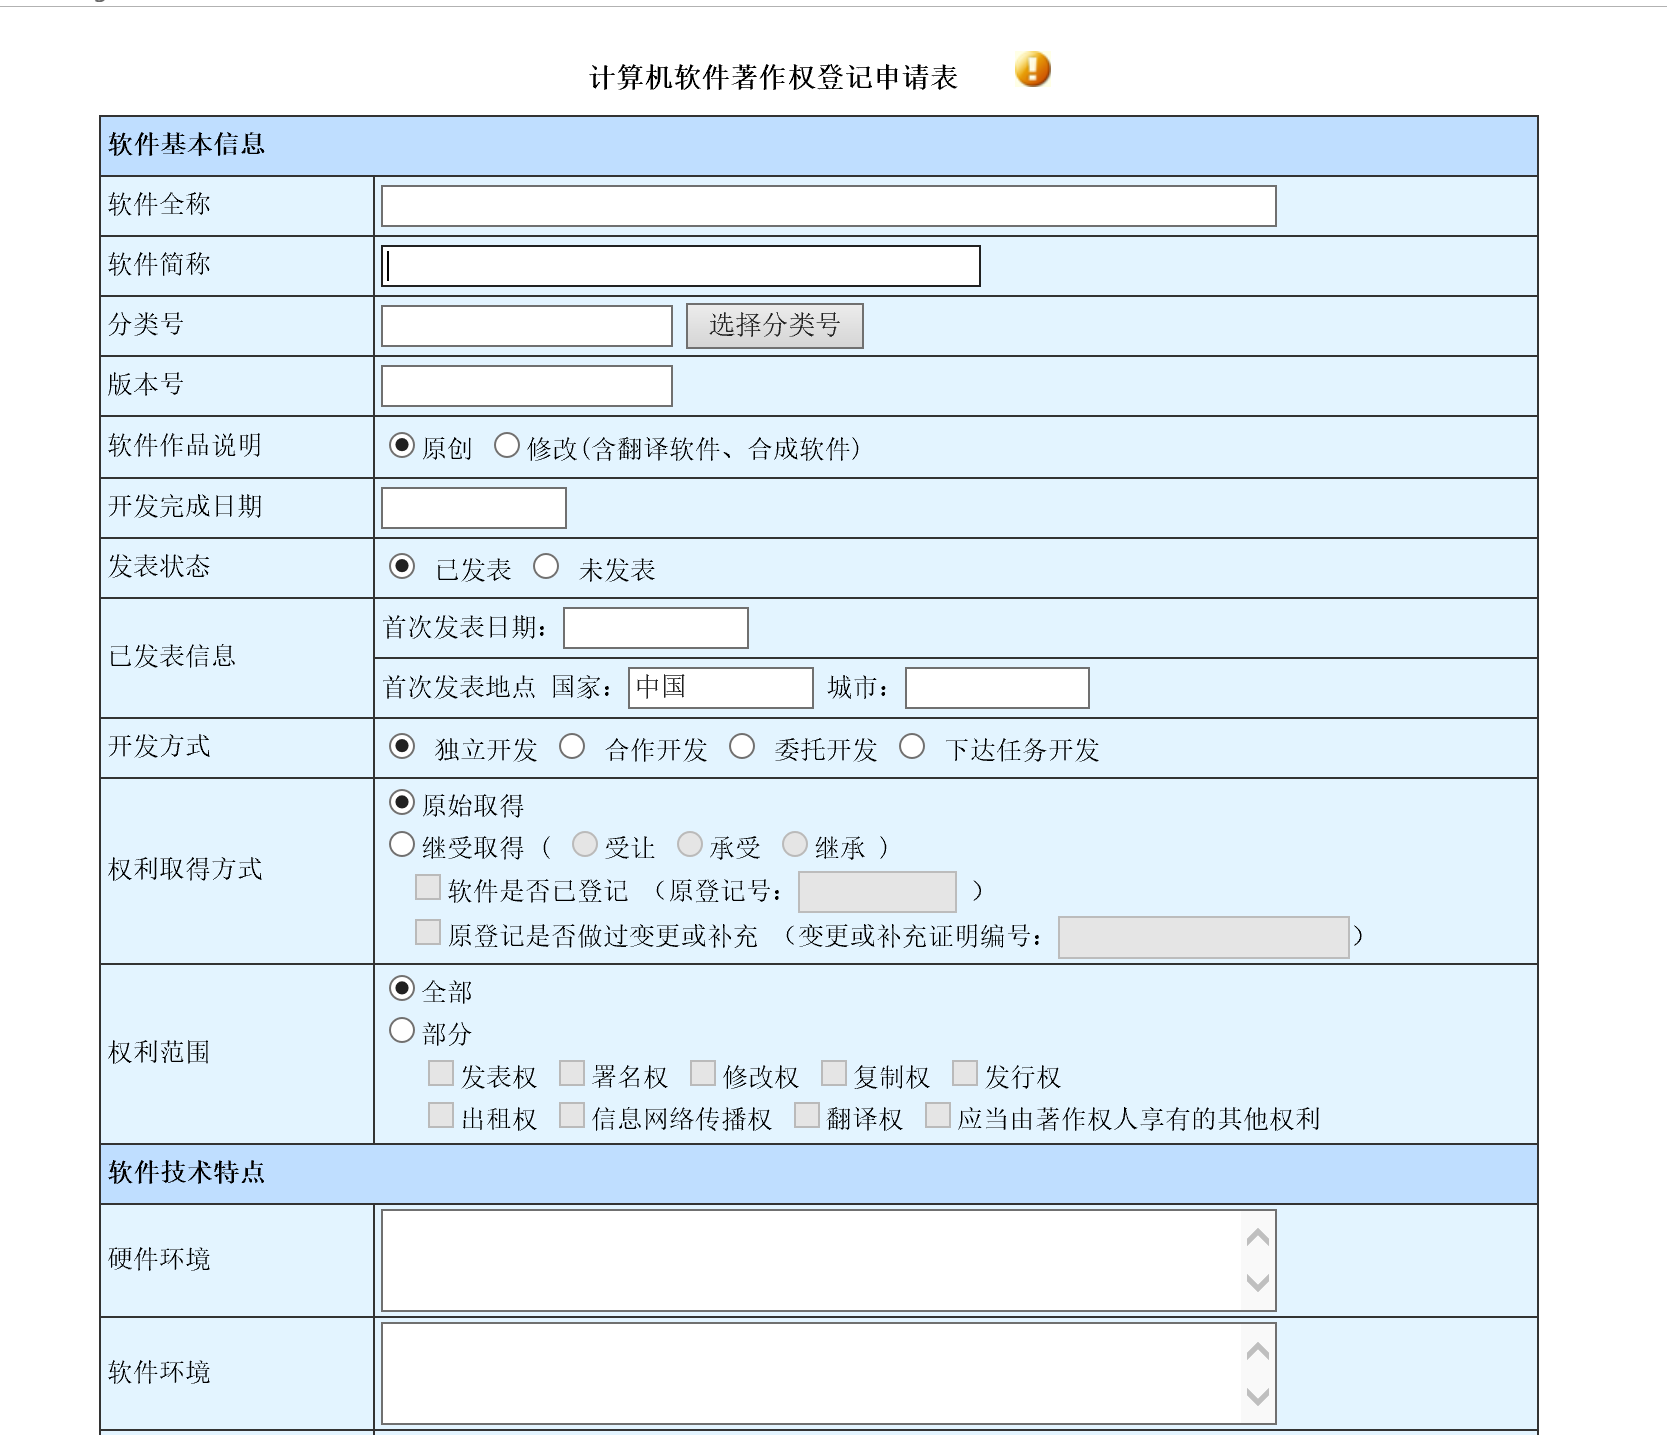 计算机软件著作权登记申请表
软件基本信息
软件全称
软件简称
分类号 选择分类号
版本号
软件作品说明 原创 修改(含翻译软件、合成软件)
开发完成日期
发表状态 已发表 未发表
已发表信息
首次发表日期：
首次发表地点 国家： 中国 城市：
开发方式 独立开发 合作开发 委托开发 下达任务开发
权利取得方式
原始取得
继受取得 ( 受让 承受 继承 )
软件是否已登记 （原登记号： ）
原登记是否做过变更或补充 （变更或补充证明编号： ）
权利范围
全部
部分
发表权 署名权 修改权 复制权 发行权
出租权 信息网络传播权 翻译权 应当由著作权人享有的其他权利
软件技术特点
硬件环境
软件环境